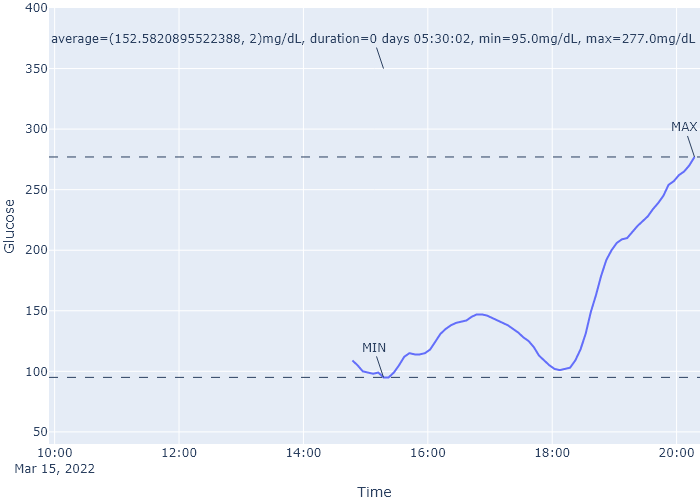 400
average=(152.5820895522388, 2)mg/dL, duration=0 days 05:30:02, min=95.0mg/dL, max=277.0mg/dL
350
300
MAX
250
Glucose
200
150
MIN
100
50
10:00 12:00 14:00 16:00 18:00 20:00
Mar 15, 2022
Time